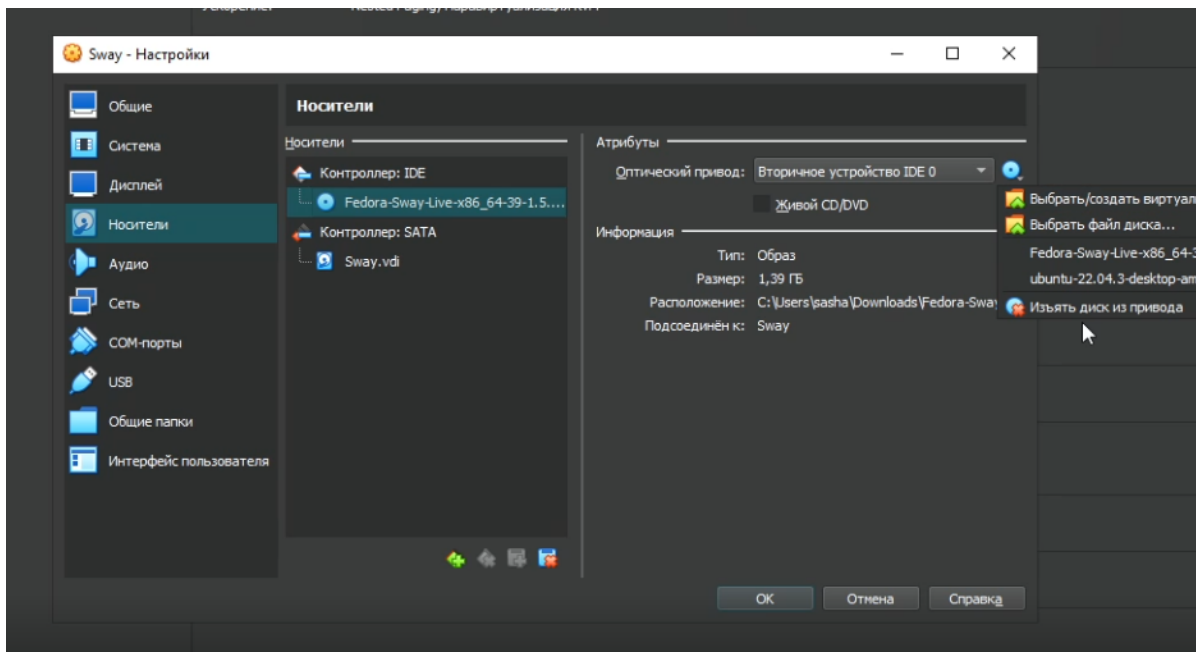 Sway - Настройки
Общие
Система
Дисплей
Носители
Аудио
Сеть
COM-порты
USB
Общие папки
Интерфейс пользователя
Носители
Носители
Контроллер: IDE
Fedora-Sway-Live-x86_64-39-1.5....
Контроллер: SATA
Sway.vdi
Атрибуты
Оптический привод: Вторичное устройство IDE 0
Живой CD/DVD
Информация
Тип: Образ
Размер: 1,39 ГБ
Расположение: C:\Users\sasha\Downloads\Fedora-Sway
Подсоединён к: Sway
Выбрать/создать виртуал
Выбрать файл диска...
Fedora-Sway-Live-x86_64-3
ubuntu-22.04.3-desktop-am
Изъять диск из привода
OK
Отмена
Справка